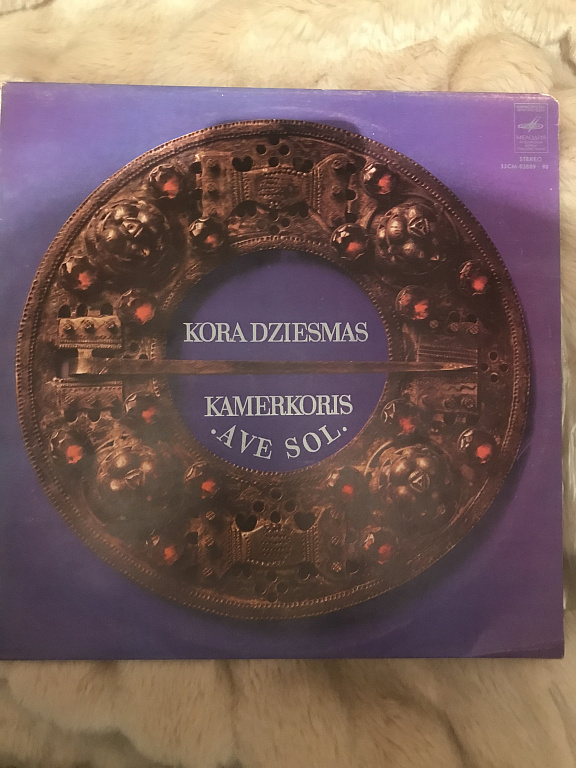 STEREO
KORA DZIESMAS
KAMERKORIS
·AVE SOL·